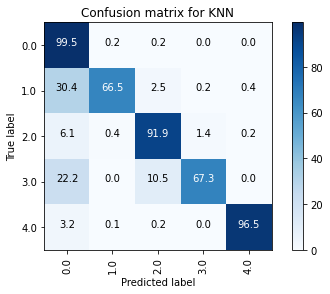 Confusion matrix for KNN
True label
0.0 99.5 0.2 0.2 0.0 0.0
1.0 30.4 66.5 2.5 0.2 0.4
2.0 6.1 0.4 91.9 1.4 0.2
3.0 22.2 0.0 10.5 67.3 0.0
4.0 3.2 0.1 0.2 0.0 96.5
0.0 1.0 2.0 3.0 4.0
Predicted label
80
60
40
20
0